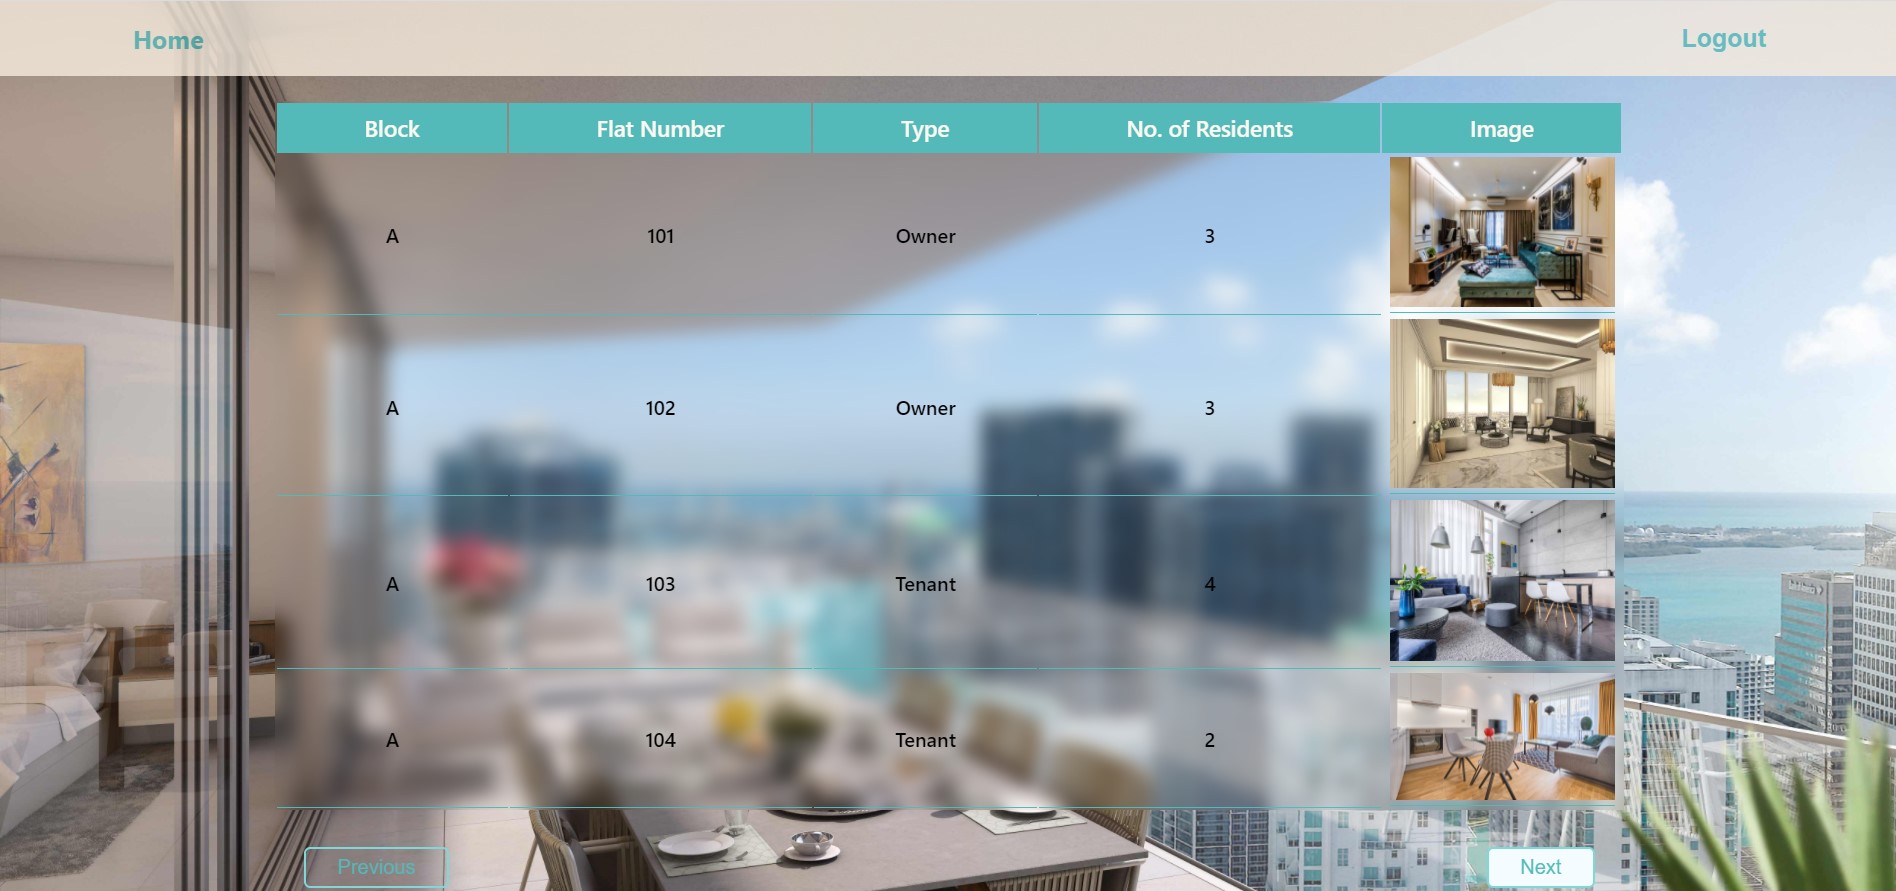 Home Logout
Block Flat Number Type No. of Residents Image
A 101 Owner 3
A 102 Owner 3
A 103 Tenant 4
A 104 Tenant 2
Previous Next